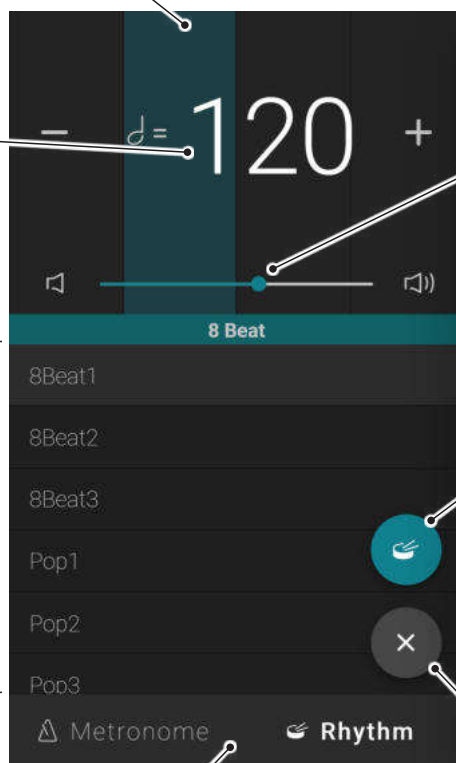 − 𝅗𝅥 = 120 +
8 Beat
8Beat1
8Beat2
8Beat3
Pop1
Pop2
Pop3
Metronome Rhythm